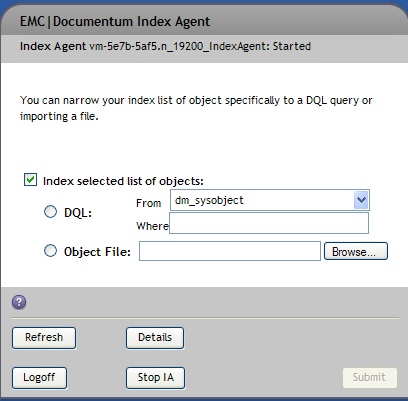 EMC|Documentum Index Agent
Index Agent vm-5e7b-5af5.n_19200_IndexAgent: Started
You can narrow your index list of object specifically to a DQL query or
importing a file.
Index selected list of objects:
DQL: From dm_sysobject
Where
Object File: Browse...
?
Refresh Details
Logoff Stop IA Submit